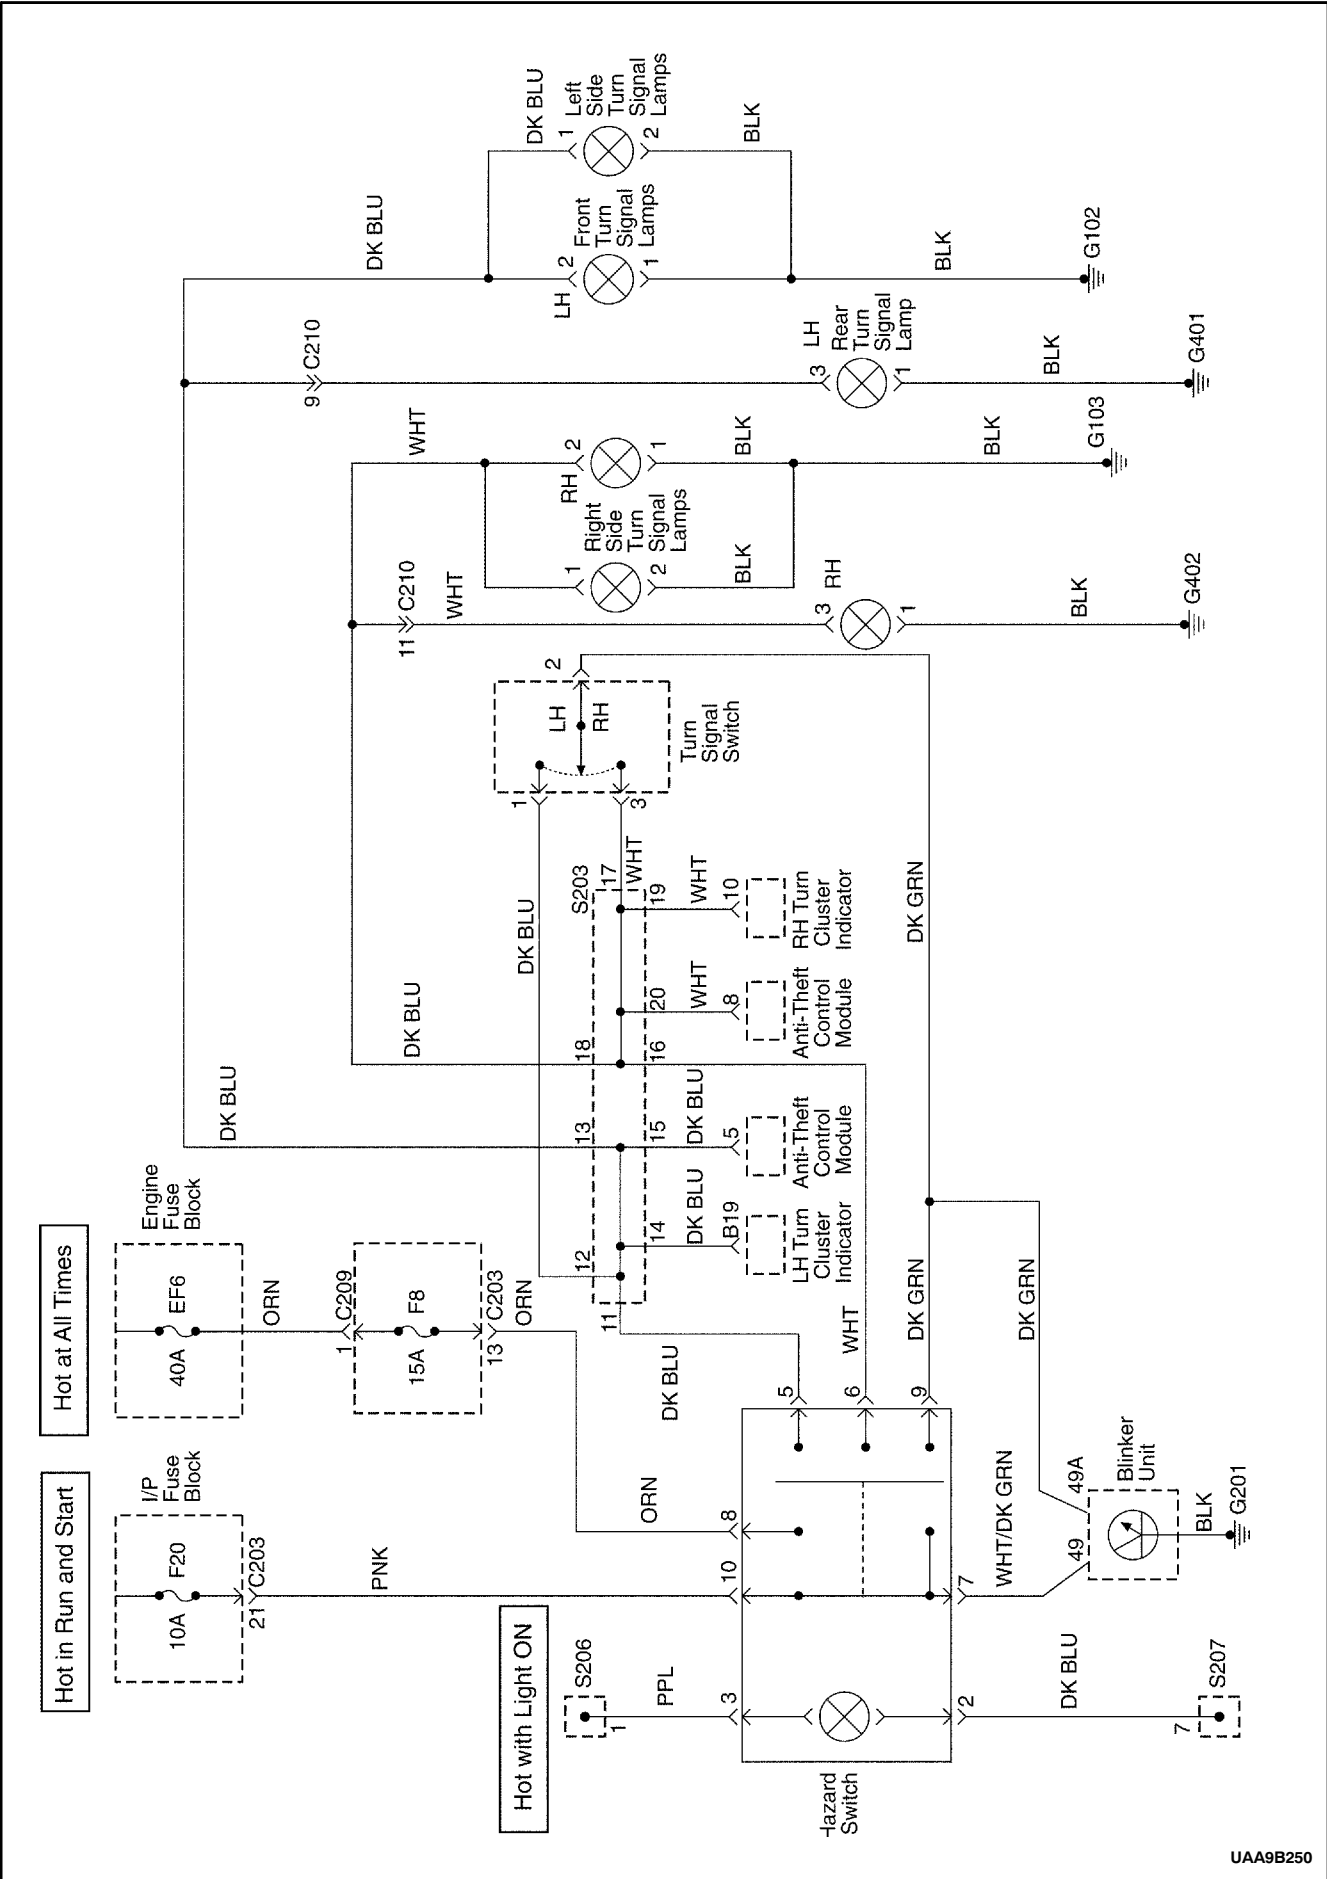 Hot in Run and Start
Hot at All Times
I/P
Fuse
Block
F20
10A
21
C203
PNK
Engine
Fuse
Block
EF6
40A
ORN
1
C209
F8
15A
13
C203
ORN
ORN
DK BLU
DK BLU
DK BLU
WHT
DK BLU
9
C210
11
C210
WHT
Hot with Light ON
S206
1
PPL
3
10
8
Hazard
Switch
2
7
5
6
9
DK BLU
7
S207
WHT/DK GRN
49
49A
Blinker
Unit
BLK
G201
DK BLU
WHT
DK GRN
DK GRN
DK GRN
S203
11
12
13
18
17
14
15
16
20
19
DK BLU
WHT
DK BLU
B19
LH Turn
Cluster
Indicator
DK BLU
5
Anti-Theft
Control
Module
WHT
8
Anti-Theft
Control
Module
WHT
10
RH Turn
Cluster
Indicator
1
3
2
LH
RH
Turn
Signal
Switch
3
RH
1
BLK
G402
1
Right
Side
Turn
Signal
Lamps
2
BLK
2
RH
1
BLK
BLK
G103
3
LH
Rear
Turn
Signal
Lamp
1
BLK
G401
2
LH
Front
Turn
Signal
Lamps
1
BLK
G102
DK BLU
1
Left
Side
Turn
Signal
Lamps
2
BLK
UAA9B250